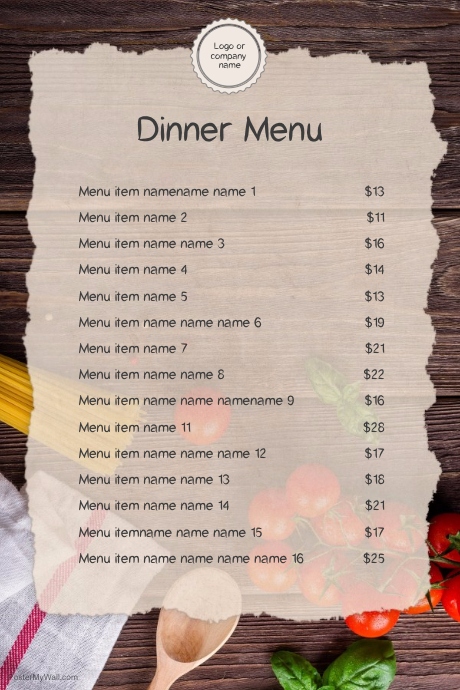 Logo or
company
name
Dinner Menu
Menu item namename name 1 $13
Menu item name 2 $11
Menu item name name 3 $16
Menu item name 4 $14
Menu item name 5 $13
Menu item name name name 6 $19
Menu item name 7 $21
Menu item name name 8 $22
Menu item name name namename 9 $16
Menu item name 11 $28
Menu item name name name 12 $17
Menu item name name 13 $18
Menu item name name 14 $21
Menu itemname name name 15 $17
Menu item name name name name 16 $25
PosterMyWall.com